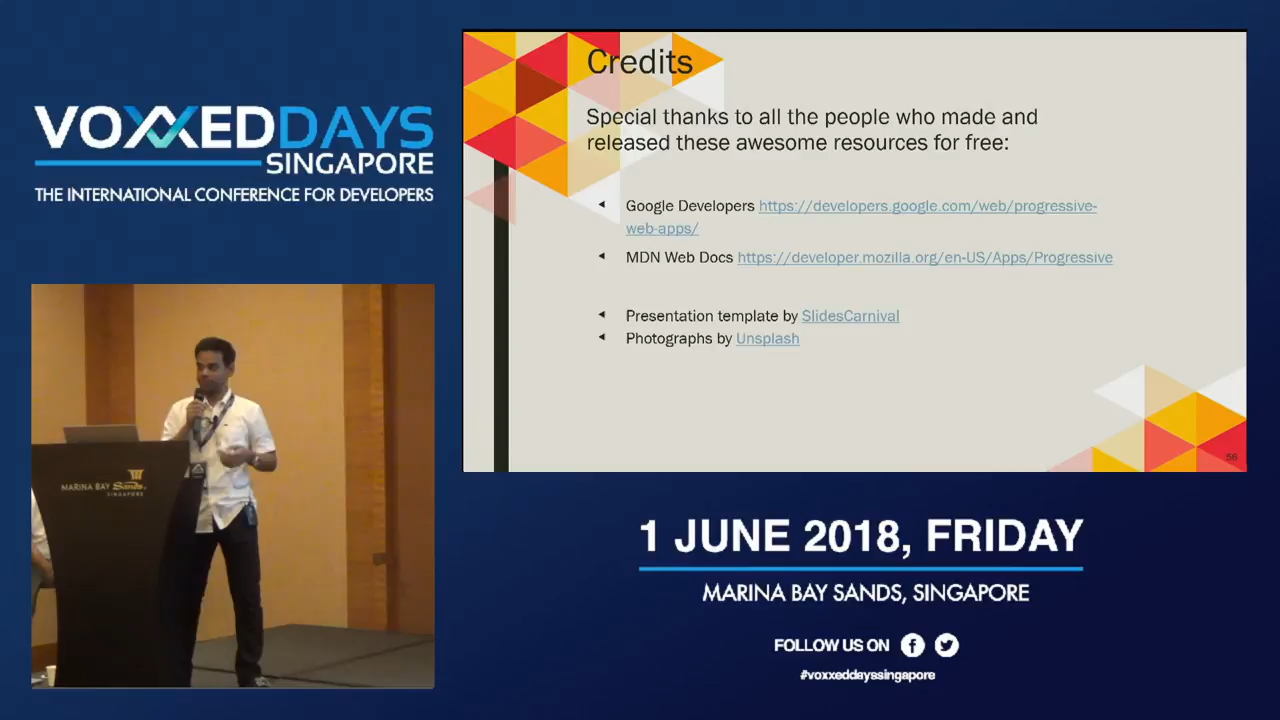 VOXXEDDAYS
SINGAPORE
THE INTERNATIONAL CONFERENCE FOR DEVELOPERS
MARINA BAY Sands
SINGAPORE
Credits
Special thanks to all the people who made and
released these awesome resources for free:
Google Developers https://developers.google.com/web/progressive-
web-apps/
MDN Web Docs https://developer.mozilla.org/en-US/Apps/Progressive
Presentation template by SlidesCarnival
Photographs by Unsplash
56
1 JUNE 2018, FRIDAY
MARINA BAY SANDS, SINGAPORE
FOLLOW US ON
#voxxeddayssingapore